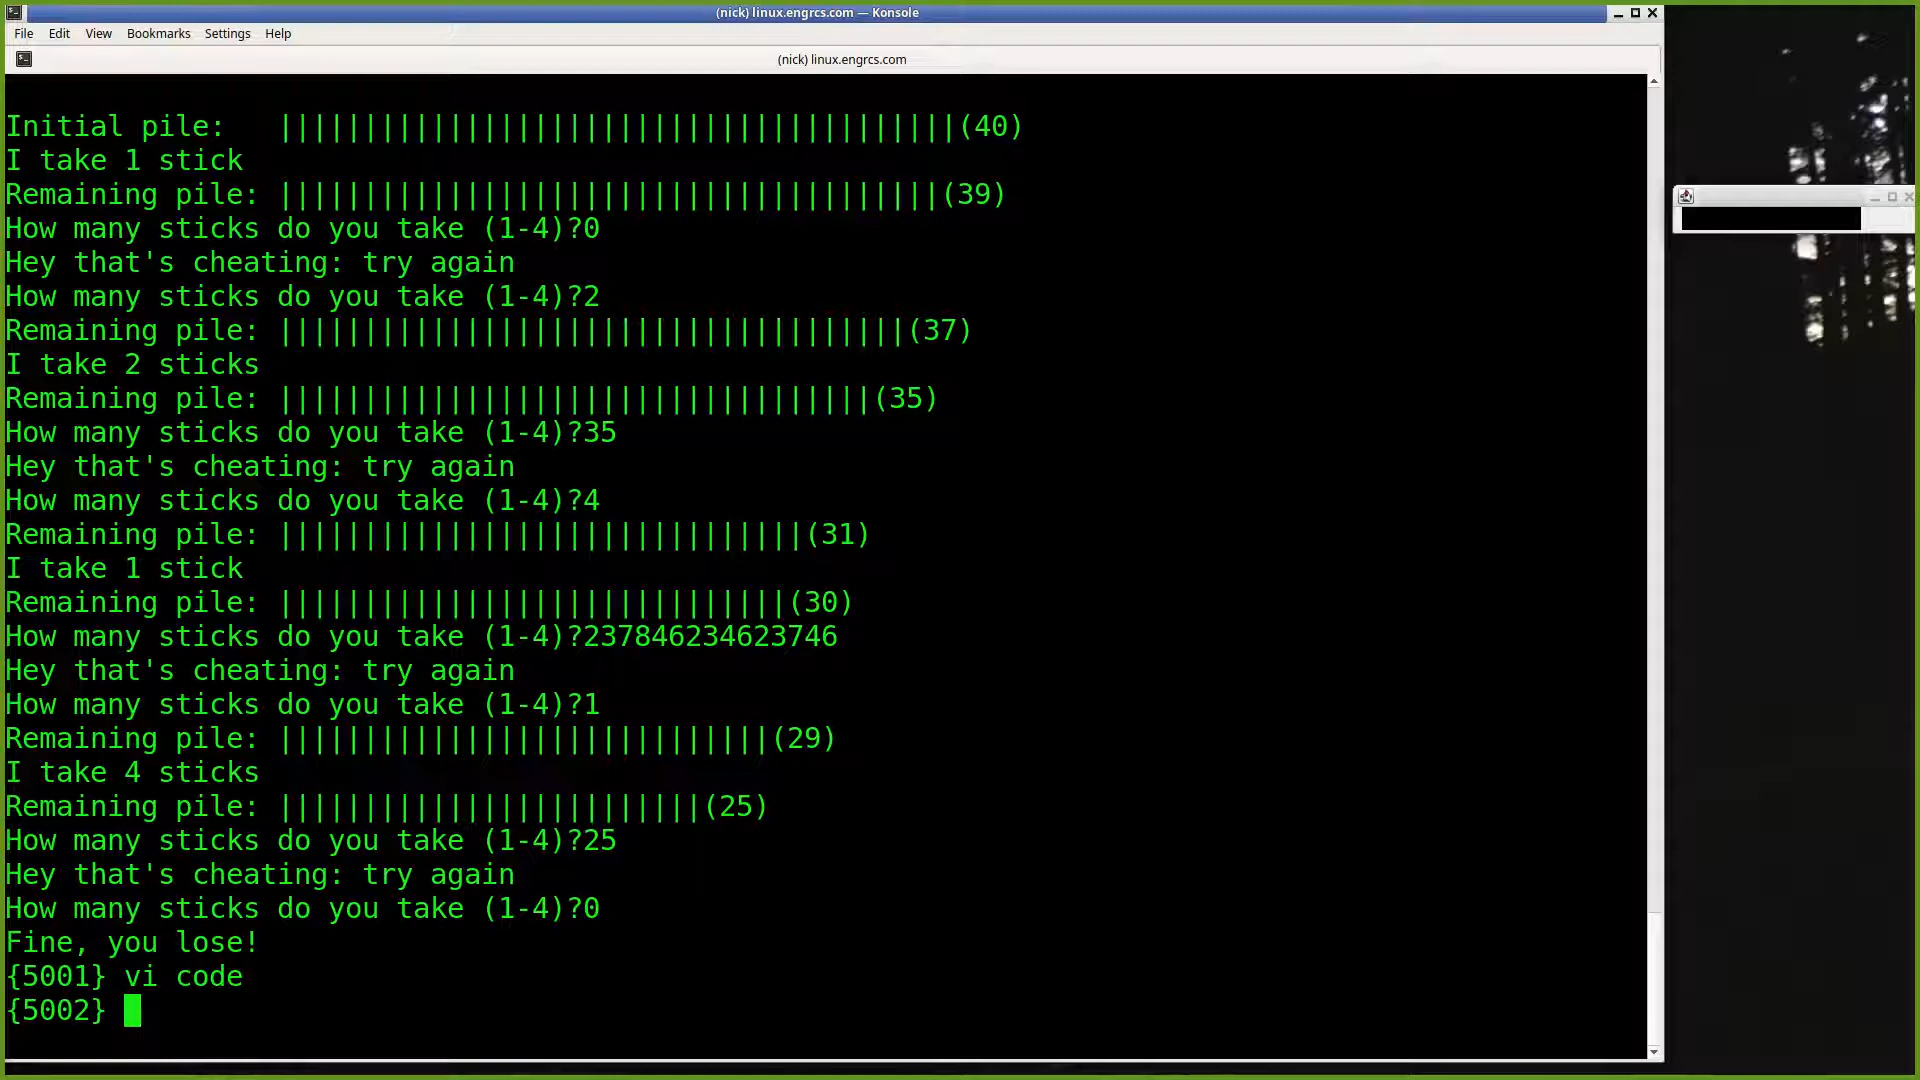 (nick) linux.engrcs.com — Konsole
File Edit View Bookmarks Settings Help
(nick) linux.engrcs.com
Initial pile: ||||||||||||||||||||||||||||||||||||||||(40)
I take 1 stick
Remaining pile: |||||||||||||||||||||||||||||||||||||||(39)
How many sticks do you take (1-4)?0
Hey that's cheating: try again
How many sticks do you take (1-4)?2
Remaining pile: |||||||||||||||||||||||||||||||||||||(37)
I take 2 sticks
Remaining pile: |||||||||||||||||||||||||||||||||||(35)
How many sticks do you take (1-4)?35
Hey that's cheating: try again
How many sticks do you take (1-4)?4
Remaining pile: |||||||||||||||||||||||||||||||(31)
I take 1 stick
Remaining pile: ||||||||||||||||||||||||||||||(30)
How many sticks do you take (1-4)?237846234623746
Hey that's cheating: try again
How many sticks do you take (1-4)?1
Remaining pile: |||||||||||||||||||||||||||||(29)
I take 4 sticks
Remaining pile: |||||||||||||||||||||||||(25)
How many sticks do you take (1-4)?25
Hey that's cheating: try again
How many sticks do you take (1-4)?0
Fine, you lose!
{5001} vi code
{5002}